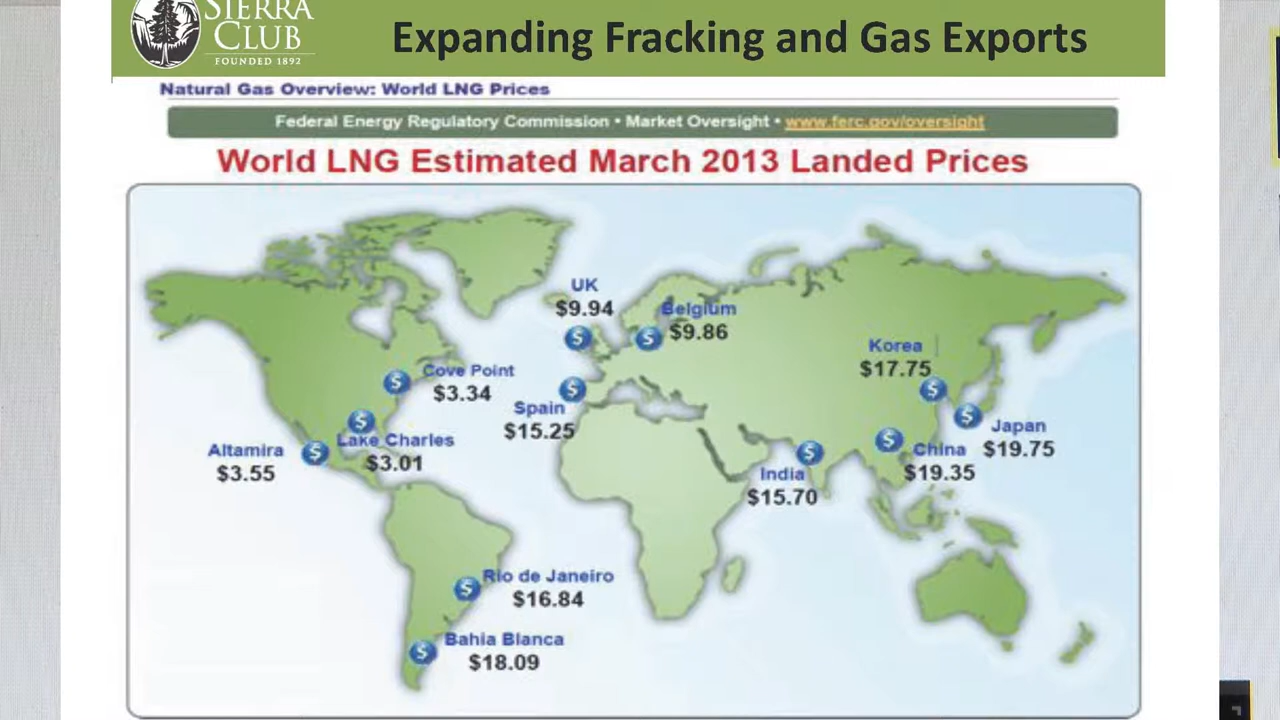 SIERRA
CLUB
FOUNDED 1892
Expanding Fracking and Gas Exports
Natural Gas Overview: World LNG Prices
Federal Energy Regulatory Commission • Market Oversight • www.ferc.gov/oversight
World LNG Estimated March 2013 Landed Prices
UK
$9.94
Belgium
$9.86
Korea
$17.75
Cove Point
$3.34
Spain
$15.25
Altamira
$3.55
Lake Charles
$3.01
India
$15.70
China
$19.35
Japan
$19.75
Rio de Janeiro
$16.84
Bahia Blanca
$18.09